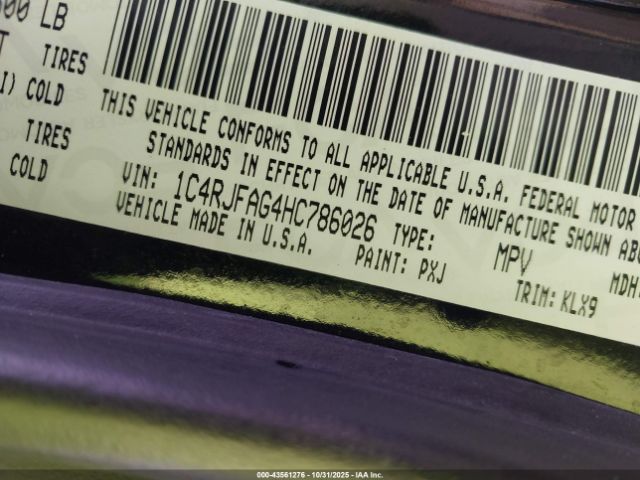 500 LB
T TIRES
I) COLD
TIRES
COLD
THIS VEHICLE CONFORMS TO ALL APPLICABLE U.S.A. FEDERAL MOTOR
STANDARDS IN EFFECT ON THE DATE OF MANUFACTURE SHOWN ABO
VIN: 1C4RJFAG4HC786026 TYPE: MPV MDH:
VEHICLE MADE IN U.S.A. PAINT: PXJ TRIM: KLX9
000-43561276 - 10/31/2025 - IAA Inc.